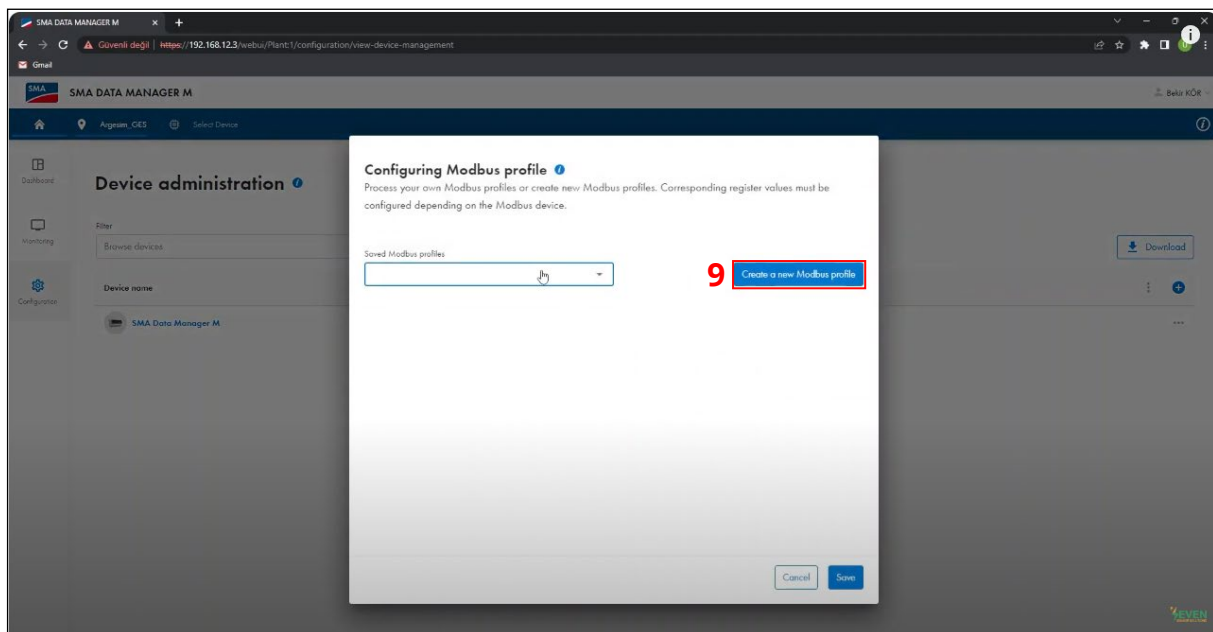 SMA DATA MANAGER M
Güvenli değil | https://192.168.12.3/webui/Plant:1/configuration/view-device-management
Gmail
SMA
SMA DATA MANAGER M
Bekir KÖR
Argesim_GES
Select Device
Dashboard
Monitoring
Configuration
Device administration
Filter
Browse devices
Download
Device name
SMA Data Manager M
Configuring Modbus profile
Process your own Modbus profiles or create new Modbus profiles. Corresponding register values must be
configured depending on the Modbus device.
Saved Modbus profiles
9
Create a new Modbus profile
Cancel
Save
SEVEN